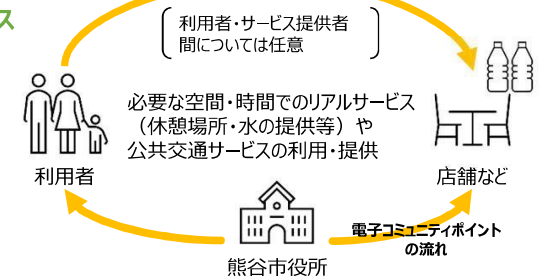 ス
利用者・サービス提供者
間については任意
必要な空間・時間でのリアルサービス
（休憩場所・水の提供等）や
公共交通サービスの利用・提供
利用者
店舗など
電子コミュニティポイント
の流れ
熊谷市役所